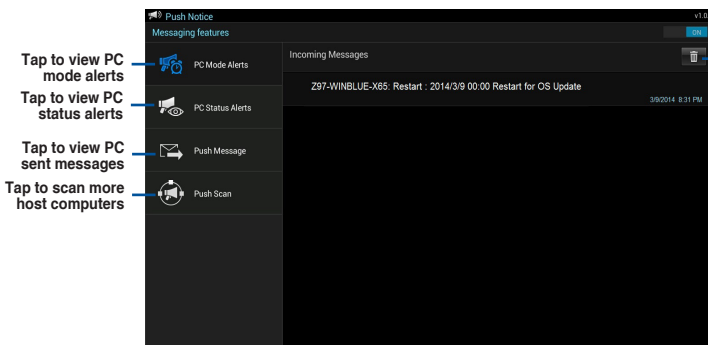 Push Notice
v1.0
Messaging features
ON
Tap to view PC
mode alerts
PC Mode Alerts
Incoming Messages
Z97-WINBLUE-X65: Restart : 2014/3/9 00:00 Restart for OS Update
3/9/2014 8:31 PM
Tap to view PC
status alerts
PC Status Alerts
Tap to view PC
sent messages
Push Message
Tap to scan more
host computers
Push Scan